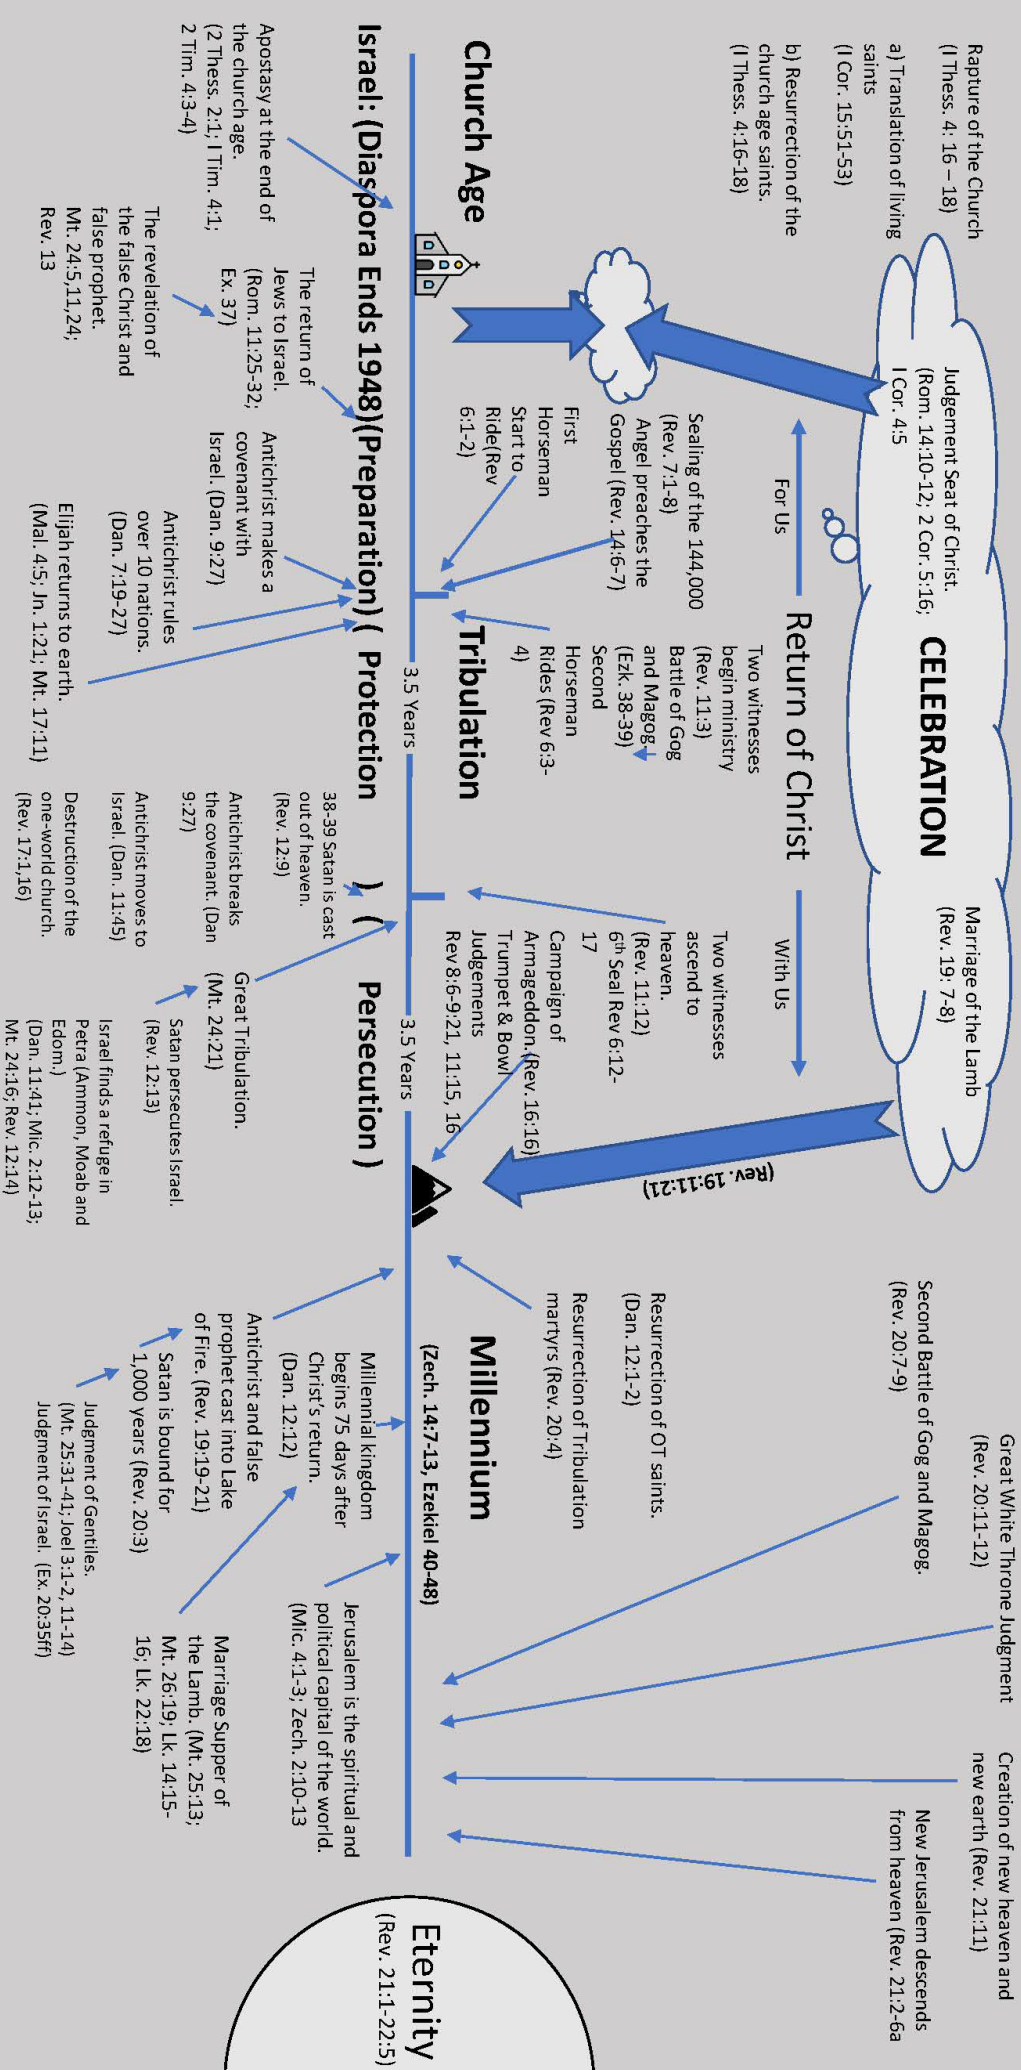 Rapture of the Church
(I Thess. 4: 16 – 18)
a) Translation of living
saints
(I Cor. 15:51-53)
b) Resurrection of the
church age saints.
(I Thess. 4:16-18)
Judgement Seat of Christ.
(Rom. 14:10-12; 2 Cor. 5:16;
I Cor. 4:5
CELEBRATION
Marriage of the Lamb
(Rev. 19: 7-8)
For Us
Return of Christ
With Us
(Rev. 19:11:21)
Great White Throne Judgment
(Rev. 20:11-12)
Second Battle of Gog and Magog.
(Rev. 20:7-9)
Creation of new heaven and
new earth (Rev. 21:11)
New Jerusalem descends
from heaven (Rev. 21:2-6a
Sealing of the 144,000
(Rev. 7:1-8)
Angel preaches the
Gospel (Rev. 14:6-7)
First
Horseman
Start to
Ride(Rev
6:1-2)
Two witnesses
begin ministry
(Rev. 11:3)
Battle of Gog
and Magog
(Ezk. 38-39)
Second
Horseman
Rides (Rev 6:3-
4)
Two witnesses
ascend to
heaven.
(Rev. 11:12)
6th Seal Rev 6:12-
17
Campaign of
Armageddon.(Rev. 16:16)
Trumpet & Bowl
Judgements
Rev 8:6-9:21, 11:15, 16
Resurrection of OT saints.
(Dan. 12:1-2)
Resurrection of Tribulation
martyrs (Rev. 20:4)
Church Age
Tribulation
Millennium
(Zech. 14:7-13, Ezekiel 40-48)
3.5 Years
3.5 Years
Eternity
(Rev. 21:1-22:5)
Israel: (Diaspora Ends 1948)(Preparation) ( Protection ) ( Persecution )
Apostasy at the end of
the church age.
(2 Thess. 2:1; I Tim. 4:1;
2 Tim. 4:3-4)
The revelation of
the false Christ and
false prophet.
Mt. 24:5,11,24;
Rev. 13
The return of
Jews to Israel.
(Rom. 11:25-32;
Ex. 37)
Antichrist makes a
covenant with
Israel. (Dan. 9:27)
Antichrist rules
over 10 nations.
(Dan. 7:19-27)
Elijah returns to earth.
(Mal. 4:5; Jn. 1:21; Mt. 17:11)
38-39 Satan is cast
out of heaven.
(Rev. 12:9)
Antichrist breaks
the covenant. (Dan
9:27)
Antichrist moves to
Israel. (Dan. 11:45)
Destruction of the
one-world church.
(Rev. 17:1,16)
Great Tribulation.
(Mt. 24:21)
Satan persecutes Israel.
(Rev. 12:13)
Israel finds a refuge in
Petra (Ammon, Moab and
Edom.)
(Dan. 11:41; Mic. 2:12-13;
Mt. 24:16; Rev. 12:14)
Millennial kingdom
begins 75 days after
Christ's return.
(Dan. 12:12)
Antichrist and false
prophet cast into Lake
of Fire. (Rev. 19:19-21)
Satan is bound for
1,000 years (Rev. 20:3)
Judgment of Gentiles.
(Mt. 25:31-41; Joel 3:1-2, 11-14)
Judgment of Israel. (Ex. 20:35ff)
Jerusalem is the spiritual and
political capital of the world.
(Mic. 4:1-3; Zech. 2:10-13
Marriage Supper of
the Lamb. (Mt. 25:13;
Mt. 26:19; Lk. 14:15-
16; Lk. 22:18)